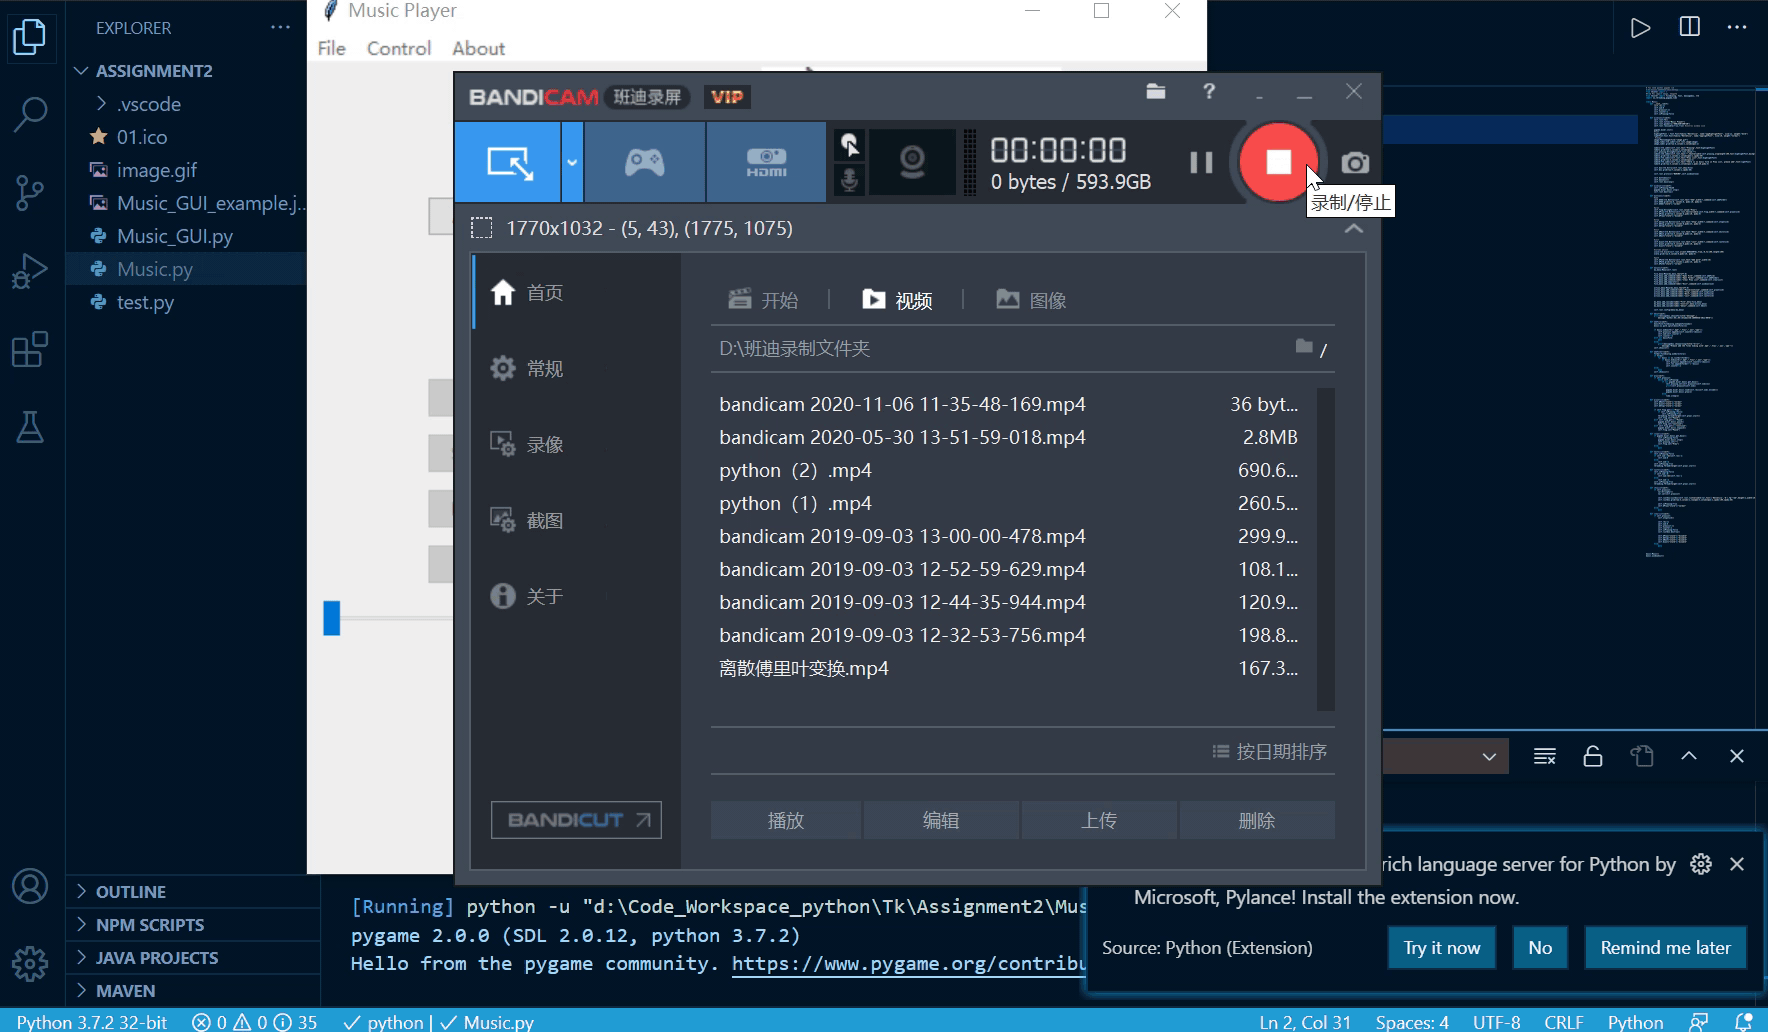 EXPLORER
ASSIGNMENT2
.vscode
01.ico
image.gif
Music_GUI_example.j...
Music_GUI.py
Music.py
test.py
OUTLINE
NPM SCRIPTS
JAVA PROJECTS
MAVEN
Music Player
File Control About
BANDICAM 班迪录屏 VIP
HDMI
00:00:00
0 bytes / 593.9GB
录制/停止
1770x1032 - (5, 43), (1775, 1075)
首页
常规
录像
截图
关于
BANDICUT
开始 视频 图像
D:\班迪录制文件夹 /
bandicam 2020-11-06 11-35-48-169.mp4 36 byt...
bandicam 2020-05-30 13-51-59-018.mp4 2.8MB
python（2）.mp4 690.6...
python（1）.mp4 260.5...
bandicam 2019-09-03 13-00-00-478.mp4 299.9...
bandicam 2019-09-03 12-52-59-629.mp4 108.1...
bandicam 2019-09-03 12-44-35-944.mp4 120.9...
bandicam 2019-09-03 12-32-53-756.mp4 198.8...
离散傅里叶变换.mp4 167.3...
按日期排序
播放 编辑 上传 删除
[Running] python -u "d:\Code_Workspace_python\Tk\Assignment2\Mus
pygame 2.0.0 (SDL 2.0.12, python 3.7.2)
Hello from the pygame community. https://www.pygame.org/contribu
rich language server for Python by
Microsoft, Pylance! Install the extension now.
Source: Python (Extension) Try it now No Remind me later
Python 3.7.2 32-bit 0 0 35 python | Music.py Ln 2, Col 31 Spaces: 4 UTF-8 CRLF Python